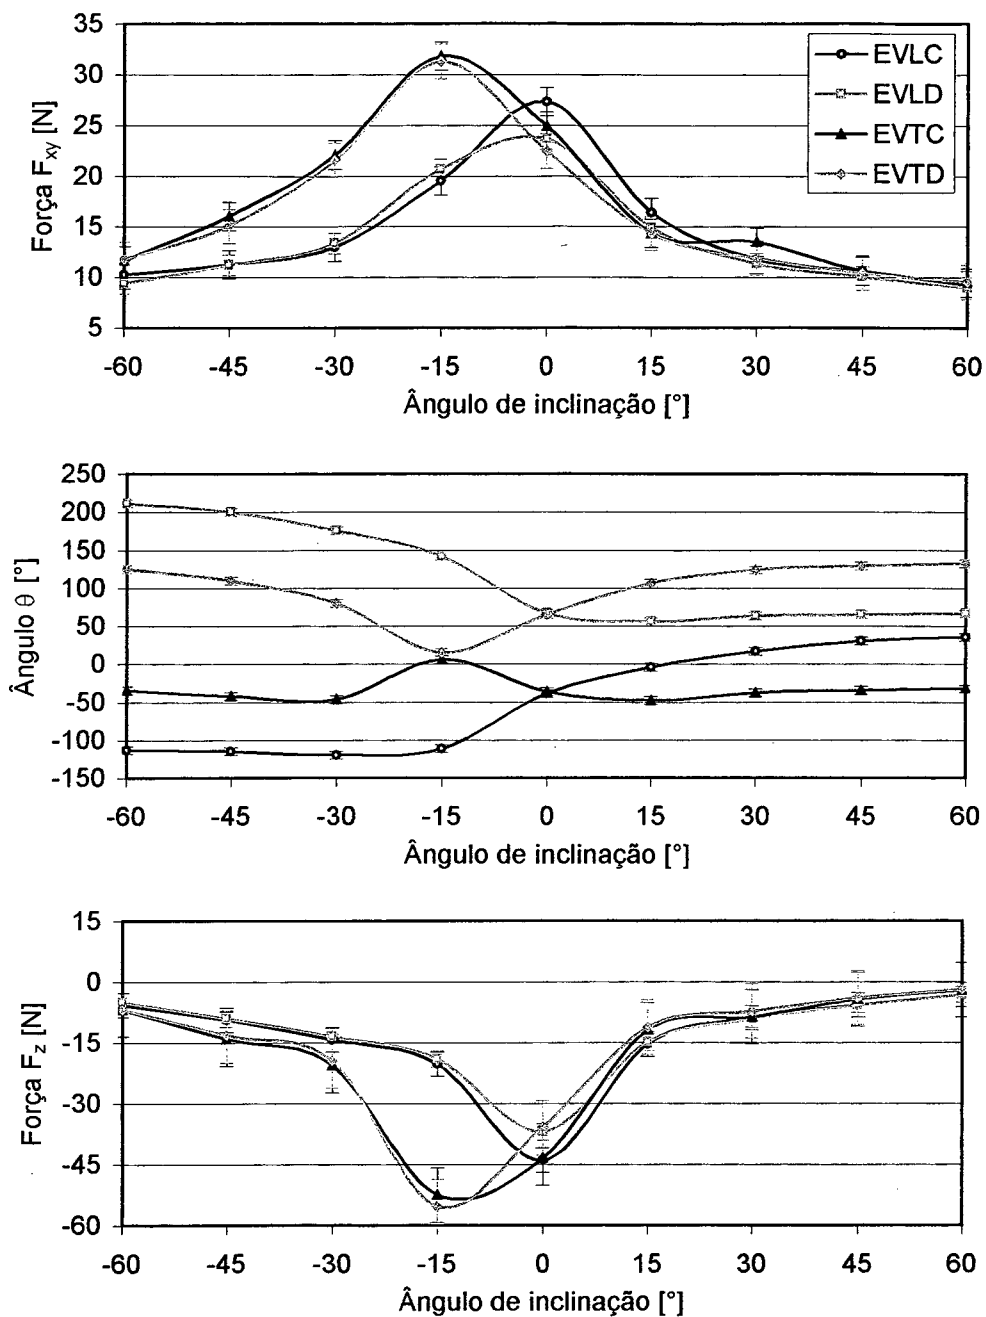 35
30
25
20
15
10
5
Força Fxy [N]
EVLC
EVLD
EVTC
EVTD
-60 -45 -30 -15 0 15 30 45 60
Ângulo de inclinação [°]
250
200
150
100
50
0
-50
-100
-150
Ângulo θ [°]
-60 -45 -30 -15 0 15 30 45 60
Ângulo de inclinação [°]
15
0
-15
-30
-45
-60
Força Fz [N]
-60 -45 -30 -15 0 15 30 45 60
Ângulo de inclinação [°]